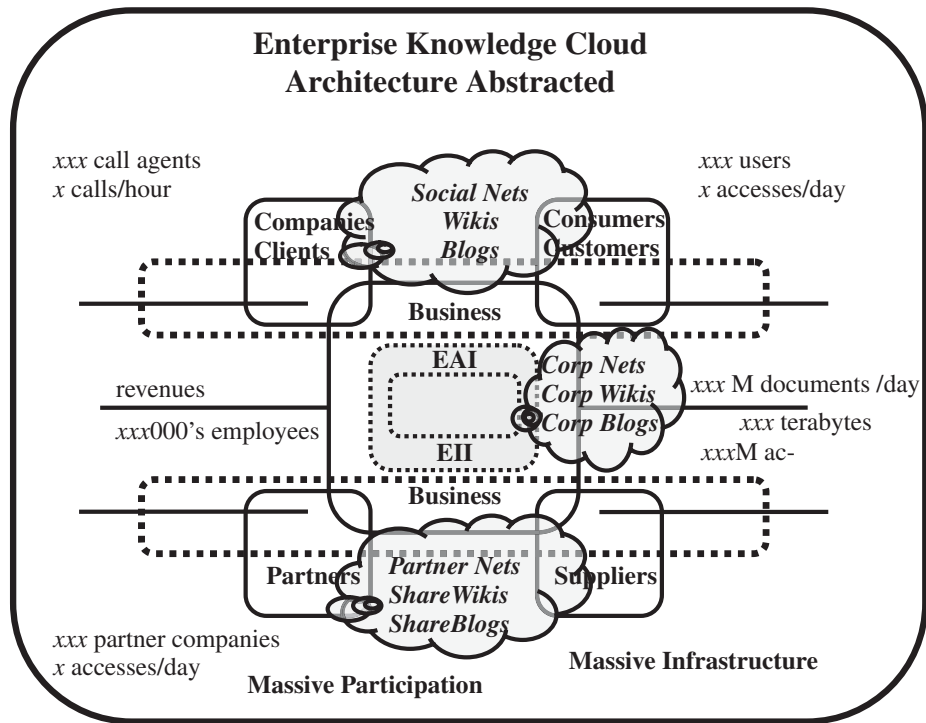 Enterprise Knowledge Cloud
Architecture Abstracted
xxx call agents
x calls/hour
xxx users
x accesses/day
Social Nets
Wikis
Blogs
Companies
Clients
Consumers
Customers
Business
EAI
EII
Business
Corp Nets
Corp Wikis
Corp Blogs
revenues
xxx000's employees
xxx M documents /day
xxx terabytes
xxxM ac-
Partners
Partner Nets
ShareWikis
ShareBlogs
Suppliers
xxx partner companies
x accesses/day
Massive Participation
Massive Infrastructure